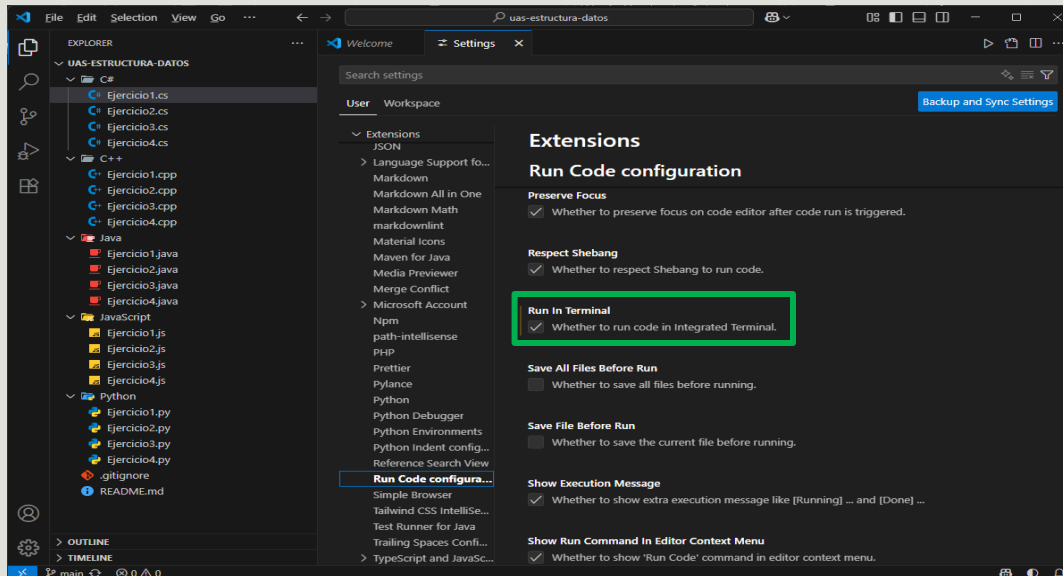 File Edit Selection View Go ··· uas-estructura-datos
EXPLORER ···
UAS-ESTRUCTURA-DATOS
C#
Ejercicio1.cs
Ejercicio2.cs
Ejercicio3.cs
Ejercicio4.cs
C++
Ejercicio1.cpp
Ejercicio2.cpp
Ejercicio3.cpp
Ejercicio4.cpp
Java
Ejercicio1.java
Ejercicio2.java
Ejercicio3.java
Ejercicio4.java
JavaScript
Ejercicio1.js
Ejercicio2.js
Ejercicio3.js
Ejercicio4.js
Python
Ejercicio1.py
Ejercicio2.py
Ejercicio3.py
Ejercicio4.py
.gitignore
README.md
OUTLINE
TIMELINE
Welcome Settings
Search settings
User Workspace
Backup and Sync Settings
Extensions
JSON
Language Support fo...
Markdown
Markdown All in One
Markdown Math
markdownlint
Material Icons
Maven for Java
Media Previewer
Merge Conflict
Microsoft Account
Npm
path-intellisense
PHP
Prettier
Pylance
Python
Python Debugger
Python Environments
Python Indent config...
Reference Search View
Run Code configura...
Simple Browser
Tailwind CSS IntelliSe...
Test Runner for Java
Trailing Spaces Confi...
TypeScript and JavaSc...
Extensions
Run Code configuration
Preserve Focus
Whether to preserve focus on code editor after code run is triggered.
Respect Shebang
Whether to respect Shebang to run code.
Run In Terminal
Whether to run code in Integrated Terminal.
Save All Files Before Run
Whether to save all files before running.
Save File Before Run
Whether to save the current file before running.
Show Execution Message
Whether to show extra execution message like [Running] ... and [Done] ...
Show Run Command In Editor Context Menu
Whether to show 'Run Code' command in editor context menu.
main 0 0